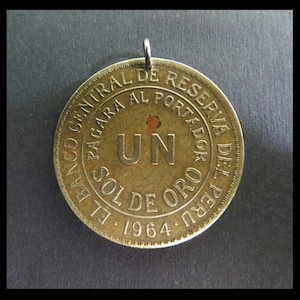 EL BANCO CENTRAL DE RESERVA DEL PERU
PAGARA AL PORTADOR
UN
SOL DE ORO
· 1964 ·